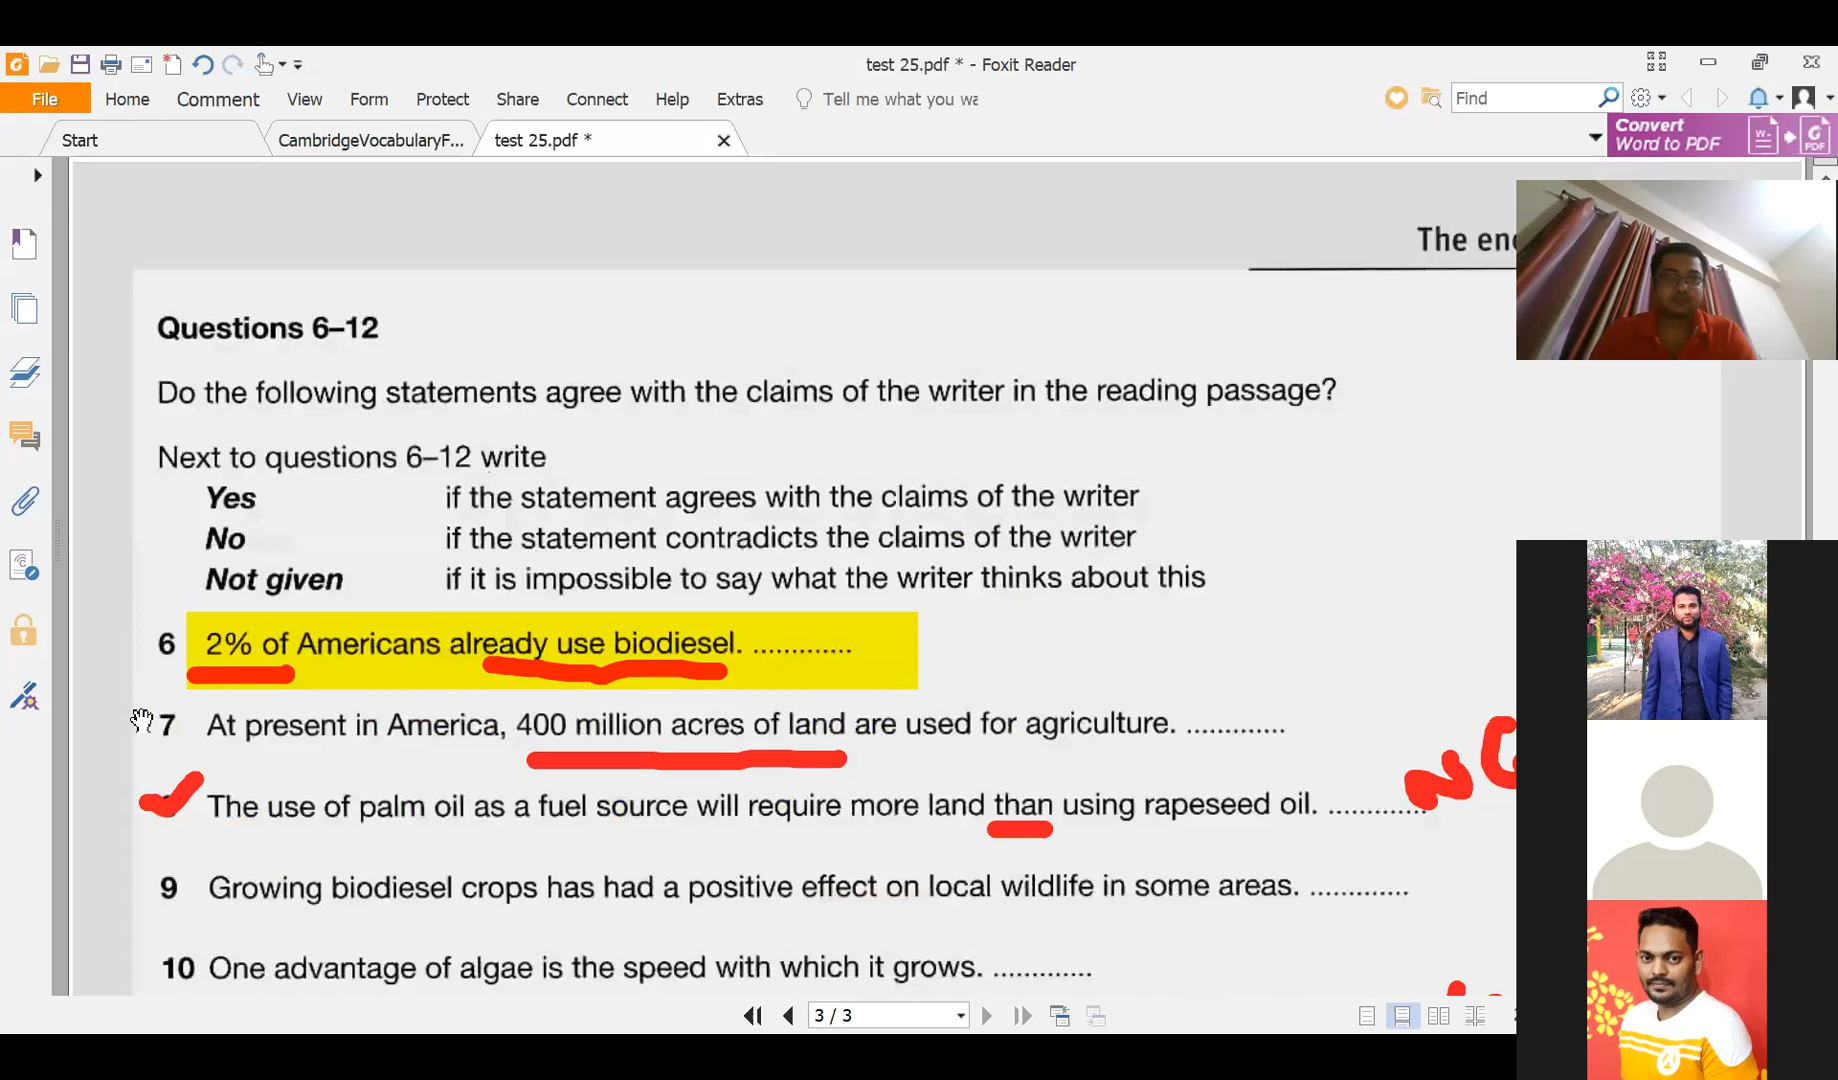 test 25.pdf * - Foxit Reader
File Home Comment View Form Protect Share Connect Help Extras Tell me what you wa Find
Start CambridgeVocabularyF... test 25.pdf *
Convert
Word to PDF
The en
Questions 6–12
Do the following statements agree with the claims of the writer in the reading passage?
Next to questions 6–12 write
Yes if the statement agrees with the claims of the writer
No if the statement contradicts the claims of the writer
Not given if it is impossible to say what the writer thinks about this
6 2% of Americans already use biodiesel. .............
7 At present in America, 400 million acres of land are used for agriculture. .............
The use of palm oil as a fuel source will require more land than using rapeseed oil. ............. NG
9 Growing biodiesel crops has had a positive effect on local wildlife in some areas. .............
10 One advantage of algae is the speed with which it grows. .............
3 / 3